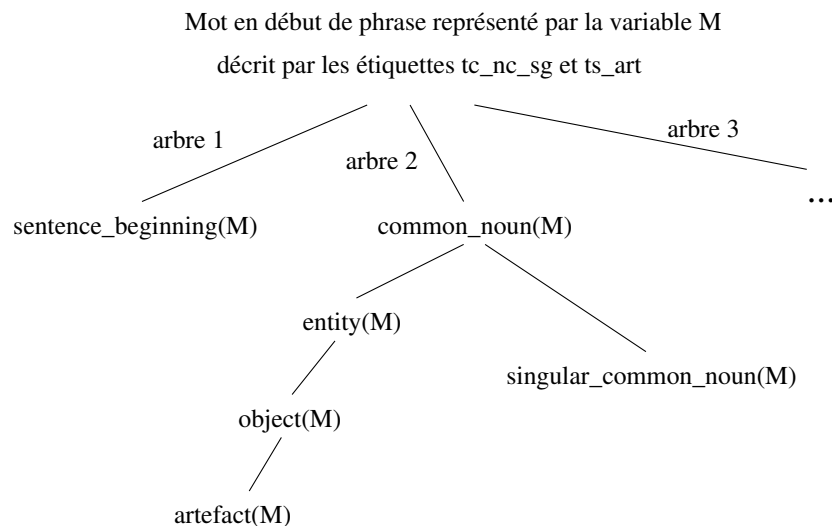 Mot en début de phrase représenté par la variable M
décrit par les étiquettes tc_nc_sg et ts_art
arbre 1
arbre 2
arbre 3
sentence_beginning(M)
common_noun(M)
...
entity(M)
singular_common_noun(M)
object(M)
artefact(M)